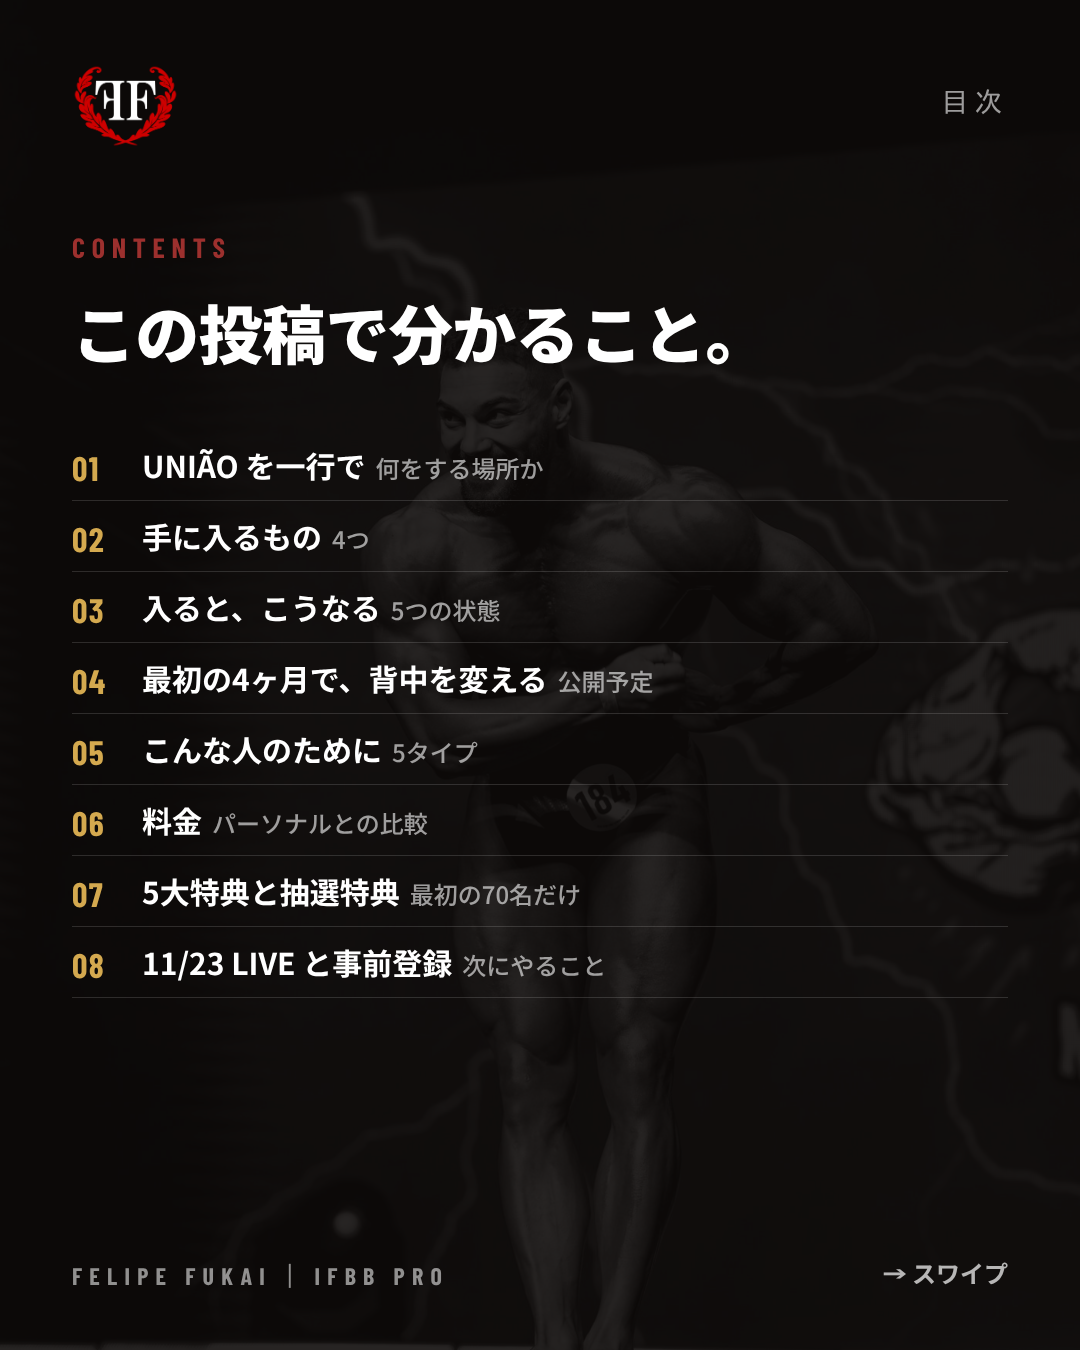 FF
目次
CONTENTS
この投稿で分かること。
01 UNIÃO を一行で 何をする場所か
02 手に入るもの 4つ
03 入ると、こうなる 5つの状態
04 最初の4ヶ月で、背中を変える 公開予定
05 こんな人のために 5タイプ
06 料金 パーソナルとの比較
07 5大特典と抽選特典 最初の70名だけ
08 11/23 LIVE と事前登録 次にやること
184
FELIPE FUKAI | IFBB PRO
→ スワイプ